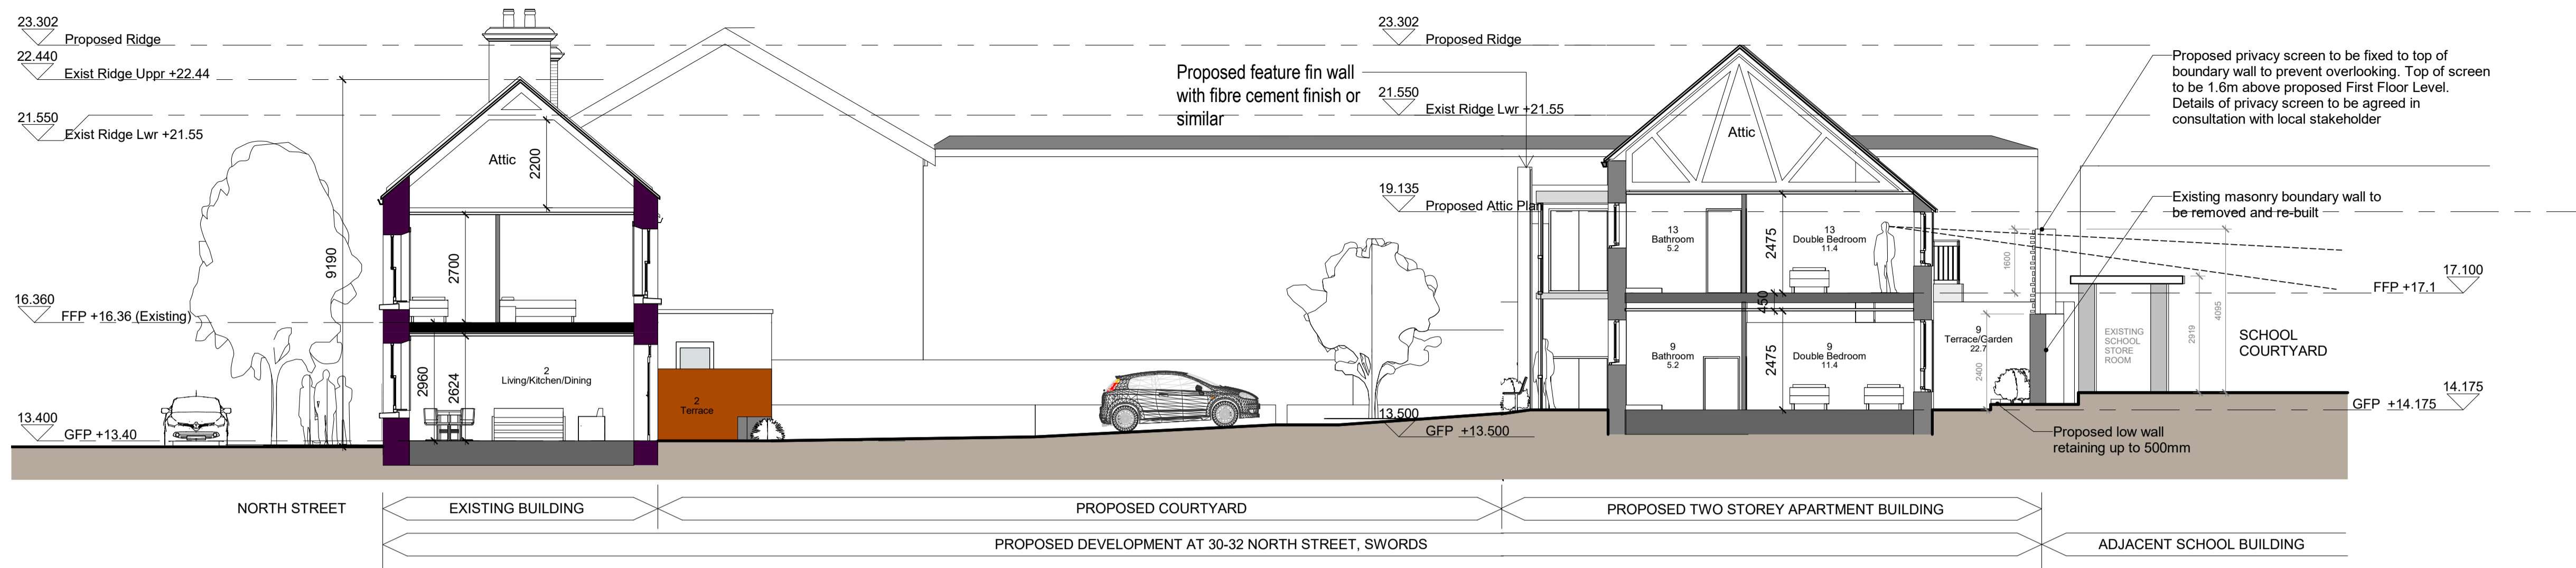 23.302
Proposed Ridge
22.440
Exist Ridge Uppr +22.44
21.550
Exist Ridge Lwr +21.55
16.360
FFP +16.36 (Existing)
13.400
GFP +13.40
9190
Attic
2200
2700
2960
2624
2
Living/Kitchen/Dining
2
Terrace
Proposed feature fin wall
with fibre cement finish or
similar
23.302
Proposed Ridge
21.550
Exist Ridge Lwr +21.55
19.135
Proposed Attic Plan
13.500
GFP +13.500
Attic
13
Bathroom
5.2
2475
13
Double Bedroom
11.4
450
9
Bathroom
5.2
2475
9
Double Bedroom
11.4
Proposed privacy screen to be fixed to top of
boundary wall to prevent overlooking. Top of screen
to be 1.6m above proposed First Floor Level.
Details of privacy screen to be agreed in
consultation with local stakeholder
Existing masonry boundary wall to
be removed and re-built
1600
9
Terrace/Garden
22.7
2400
EXISTING
SCHOOL
STORE
ROOM
2919
4095
SCHOOL
COURTYARD
17.100
FFP +17.1
14.175
GFP +14.175
Proposed low wall
retaining up to 500mm
NORTH STREET
EXISTING BUILDING
PROPOSED COURTYARD
PROPOSED TWO STOREY APARTMENT BUILDING
PROPOSED DEVELOPMENT AT 30-32 NORTH STREET, SWORDS
ADJACENT SCHOOL BUILDING